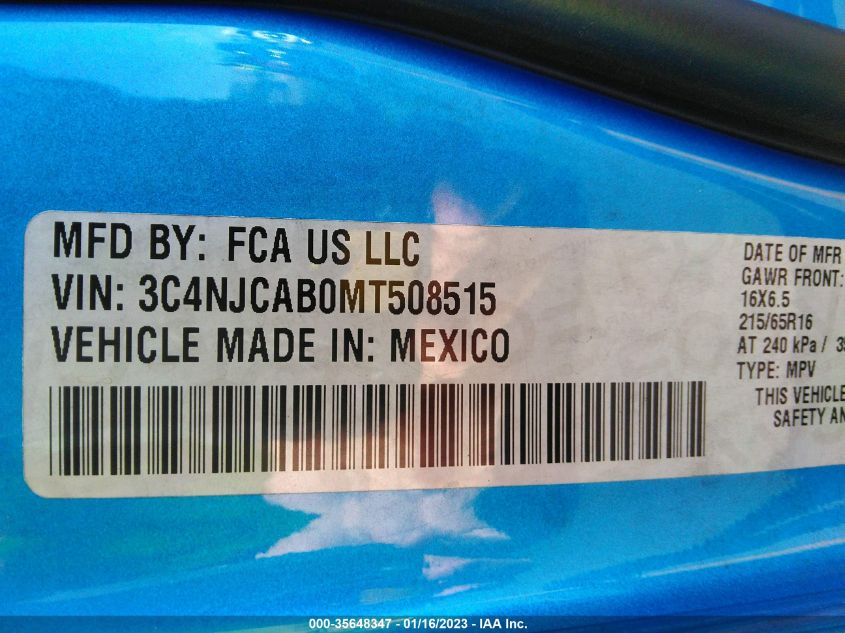 MFD BY: FCA US LLC
VIN: 3C4NJCAB0MT508515
VEHICLE MADE IN: MEXICO
DATE OF MFR
GAWR FRONT:
16X6.5
215/65R16
AT 240 kPa /
TYPE: MPV
THIS VEHICLE
SAFETY
000-35648347 - 01/16/2023 - IAA Inc.